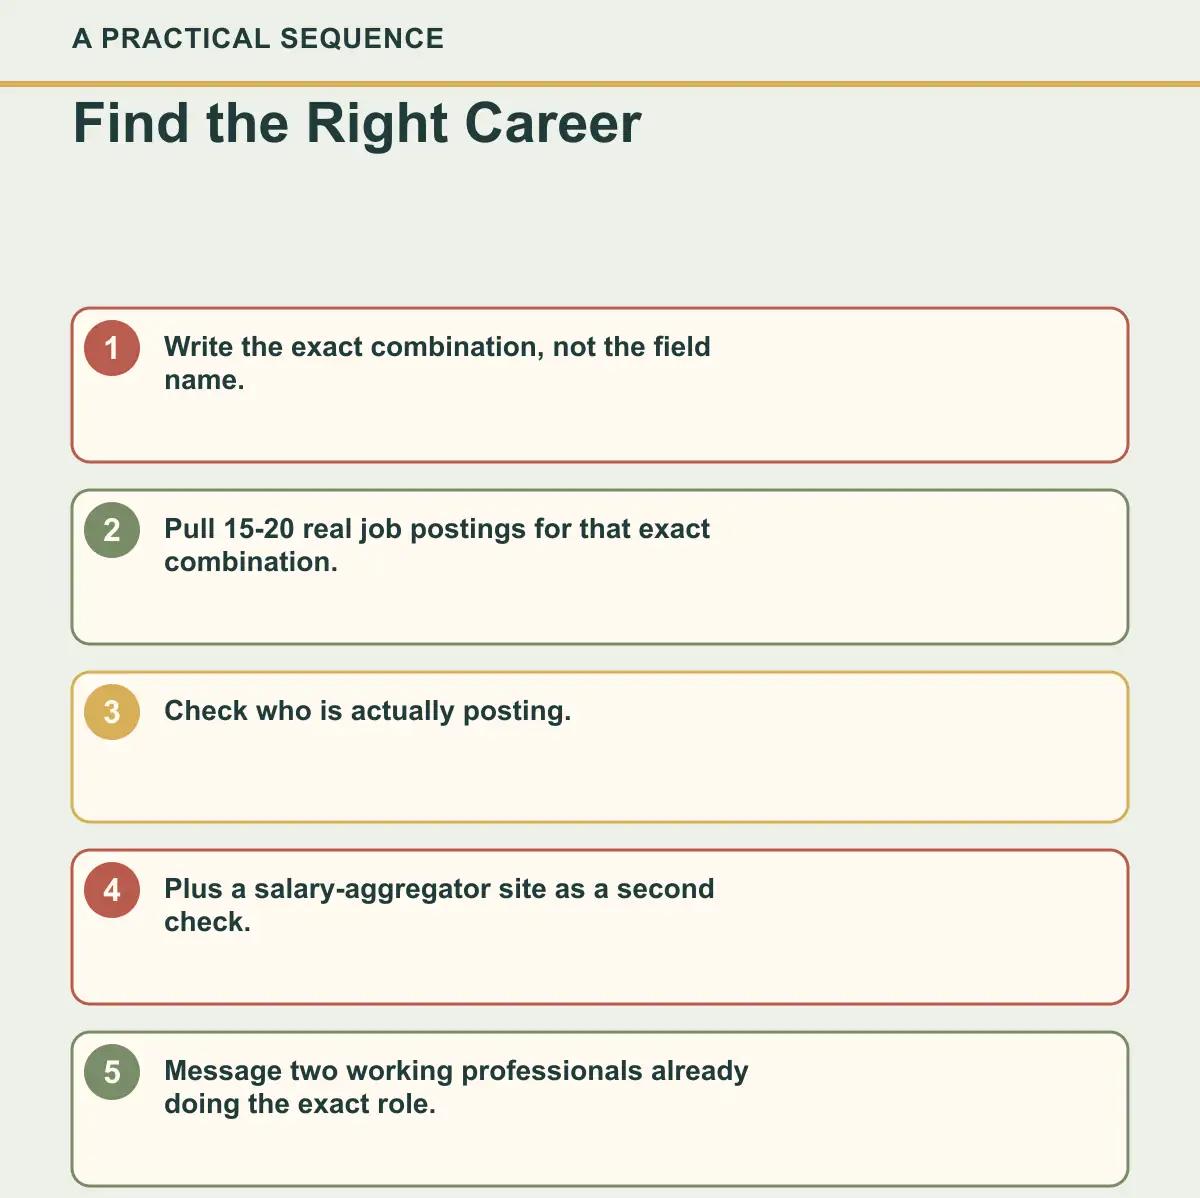 A PRACTICAL SEQUENCE
Find the Right Career
1
Write the exact combination, not the field
name.
2
Pull 15-20 real job postings for that exact
combination.
3
Check who is actually posting.
4
Plus a salary-aggregator site as a second
check.
5
Message two working professionals already
doing the exact role.